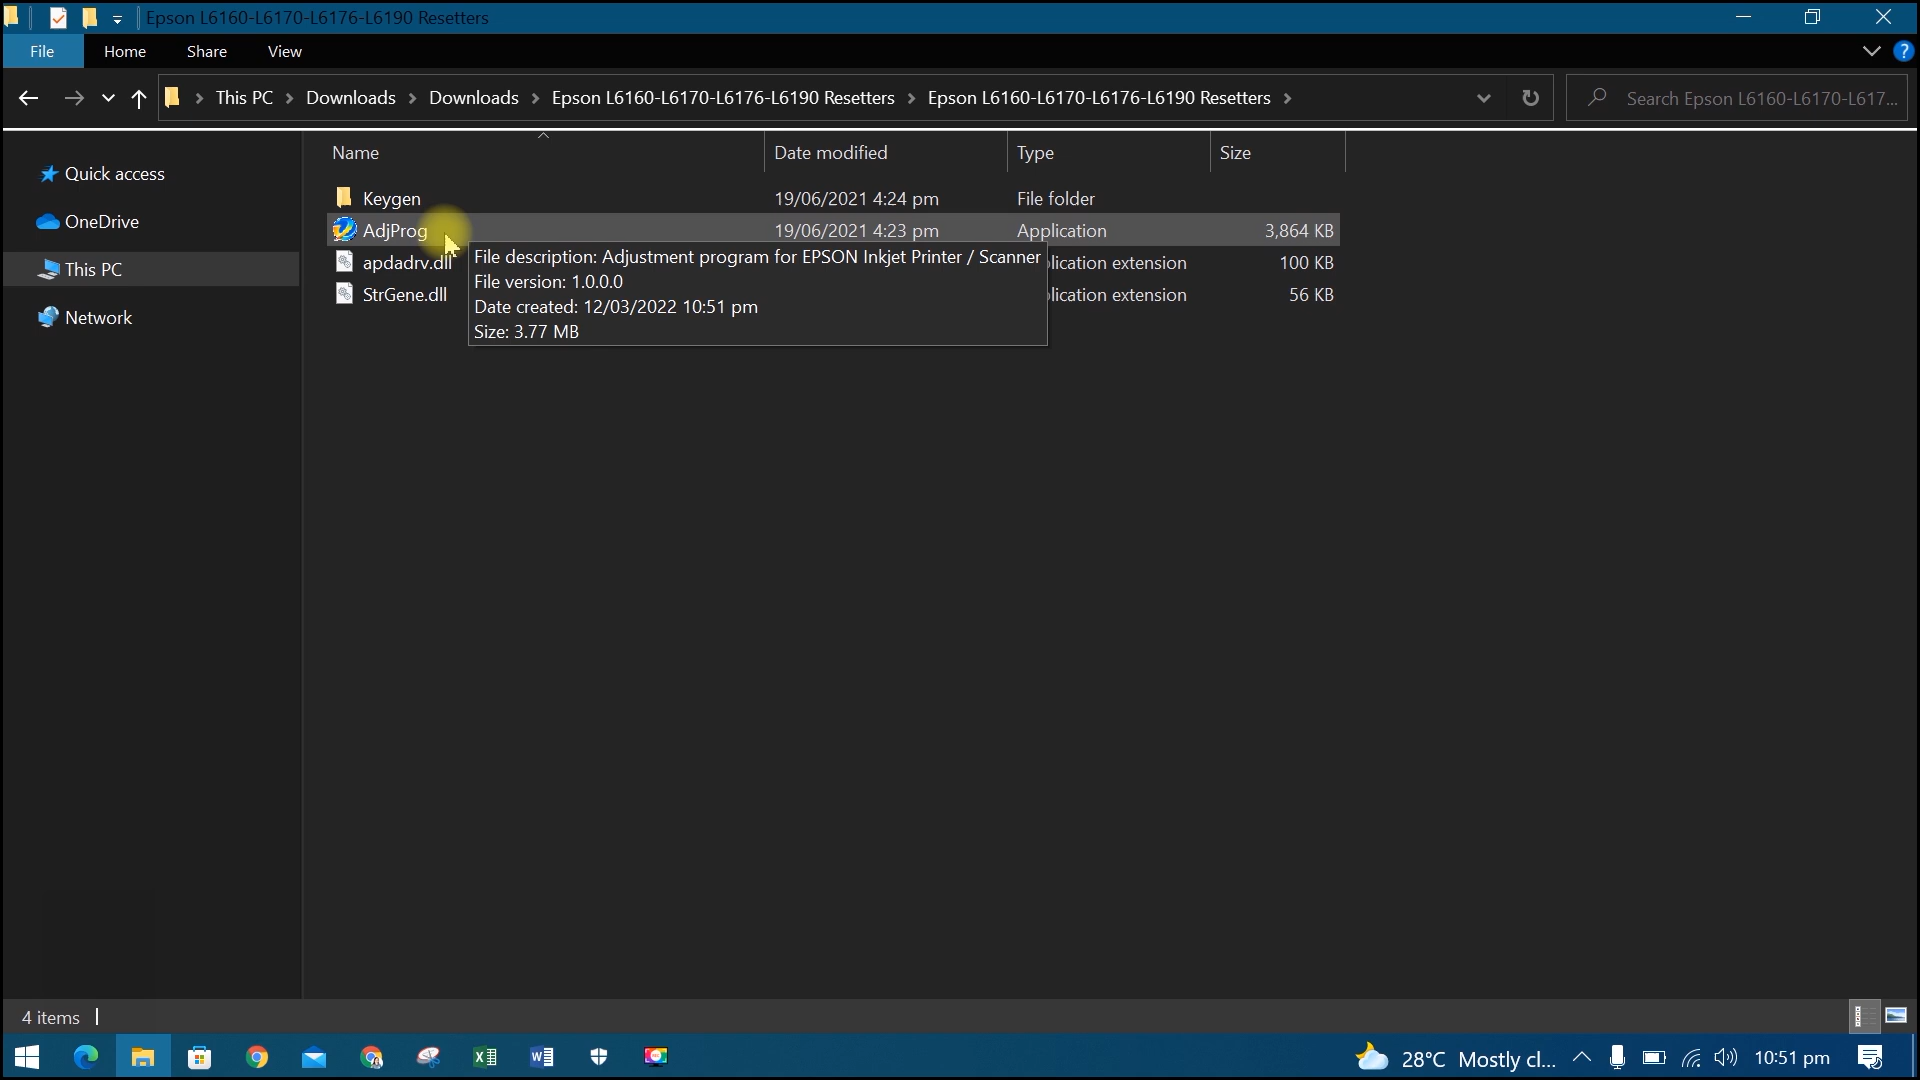 Epson L6160-L6170-L6176-L6190 Resetters
File Home Share View
This PC Downloads Downloads Epson L6160-L6170-L6176-L6190 Resetters Epson L6160-L6170-L6176-L6190 Resetters Search Epson L6160-L6170-L617...
Name Date modified Type Size
Quick access
OneDrive
This PC
Network
Keygen 19/06/2021 4:24 pm File folder
AdjProg 19/06/2021 4:23 pm Application 3,864 KB
apdadrv.dll lication extension 100 KB
StrGene.dll lication extension 56 KB
File description: Adjustment program for EPSON Inkjet Printer / Scanner
File version: 1.0.0.0
Date created: 12/03/2022 10:51 pm
Size: 3.77 MB
4 items
28°C Mostly cl... 10:51 pm